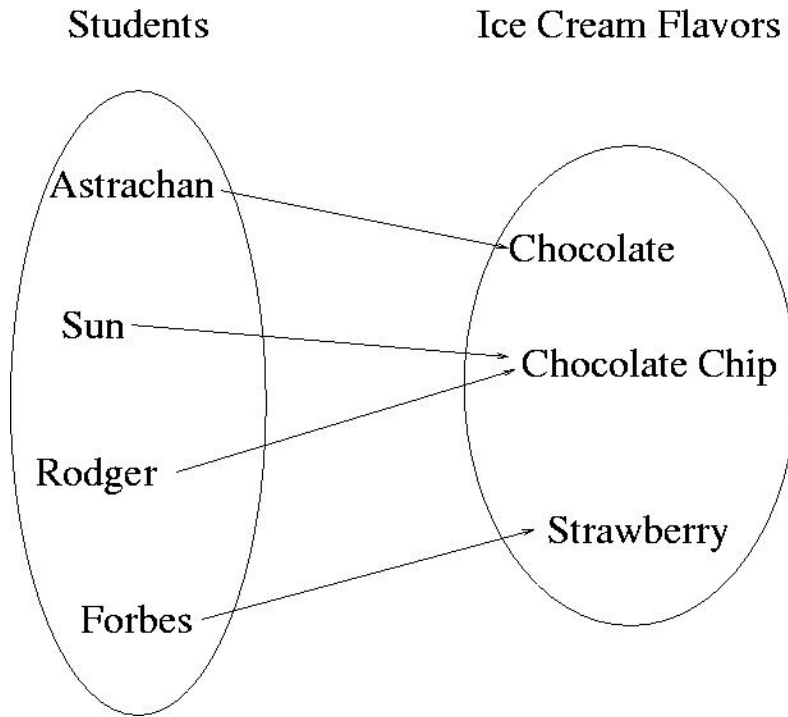 Students
Ice Cream Flavors
Astrachan
Chocolate
Sun
Chocolate Chip
Rodger
Strawberry
Forbes